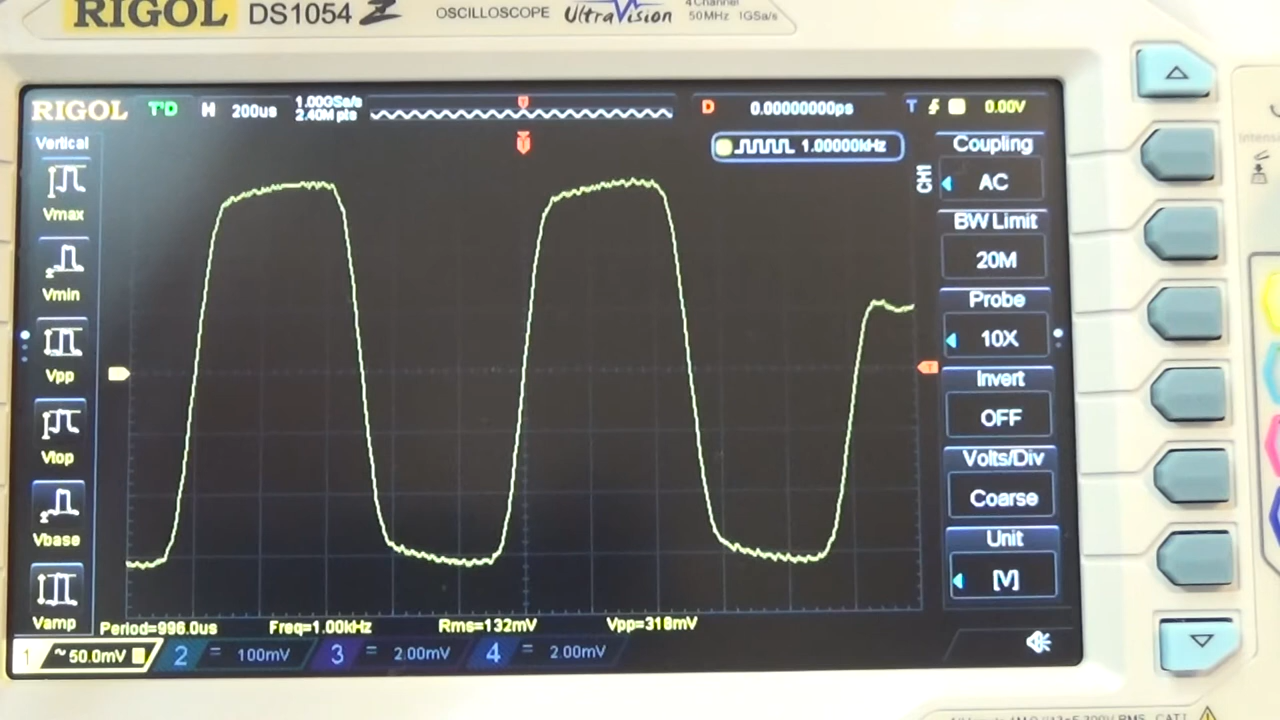 RIGOL DS1054 Z OSCILLOSCOPE UltraVision 4 Channel
50MHz 1GSa/s
RIGOL T'D H 200us 1.00GSa/s
2.40M pts
D 0.00000000ps T 0.00V
Vertical
1.00000kHz
Vmax
Vmin
Vpp
Vtop
Vbase
Vamp
CH1
Coupling
AC
BW Limit
20M
Probe
10X
Invert
OFF
Volts/Div
Coarse
Unit
[V]
Period=996.0us Freq=1.00kHz Rms=132mV Vpp=318mV
1 ~ 50.0mV 2 = 100mV 3 = 2.00mV 4 = 2.00mV